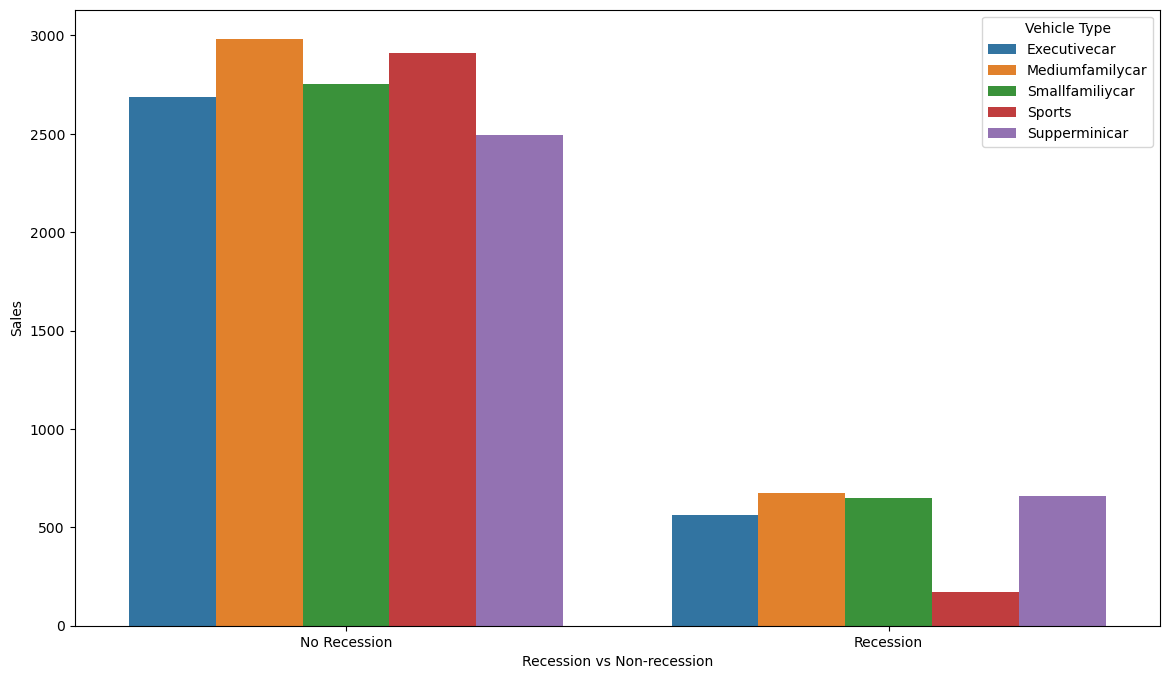 3000
2500
2000
1500
1000
500
0
Sales
No Recession
Recession
Recession vs Non-recession
Vehicle Type
Executivecar
Mediumfamilycar
Smallfamiliycar
Sports
Supperminicar